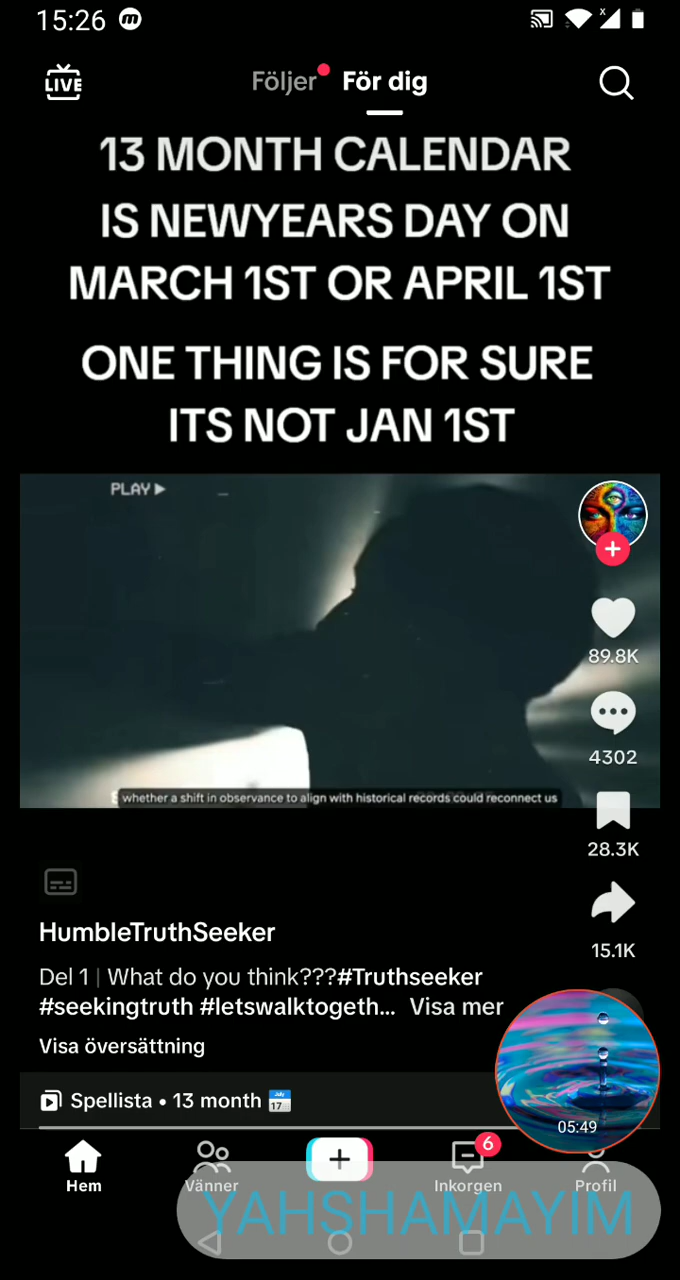 15:26
LIVE
Följer För dig
13 MONTH CALENDAR
IS NEWYEARS DAY ON
MARCH 1ST OR APRIL 1ST
ONE THING IS FOR SURE
ITS NOT JAN 1ST
PLAY
whether a shift in observance to align with historical records could reconnect us
89.8K
4302
28.3K
15.1K
HumbleTruthSeeker
Del 1 | What do you think???#Truthseeker
#seekingtruth #letswalktogeth... Visa mer
Visa översättning
Spellista • 13 month
05:49
6
Hem Vänner Inkorgen Profil
YAHSHAMAYIM